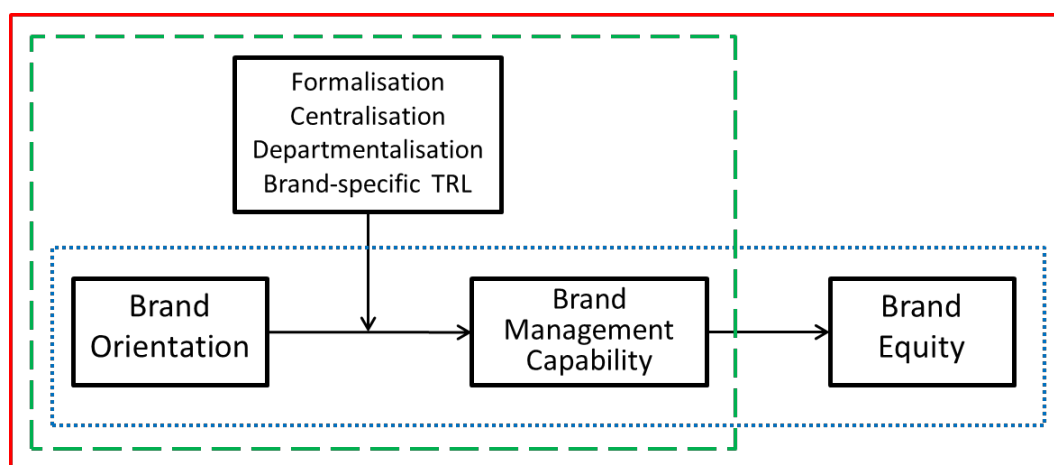 Formalisation
Centralisation
Departmentalisation
Brand-specific TRL
Brand
Orientation
Brand
Management
Capability
Brand
Equity